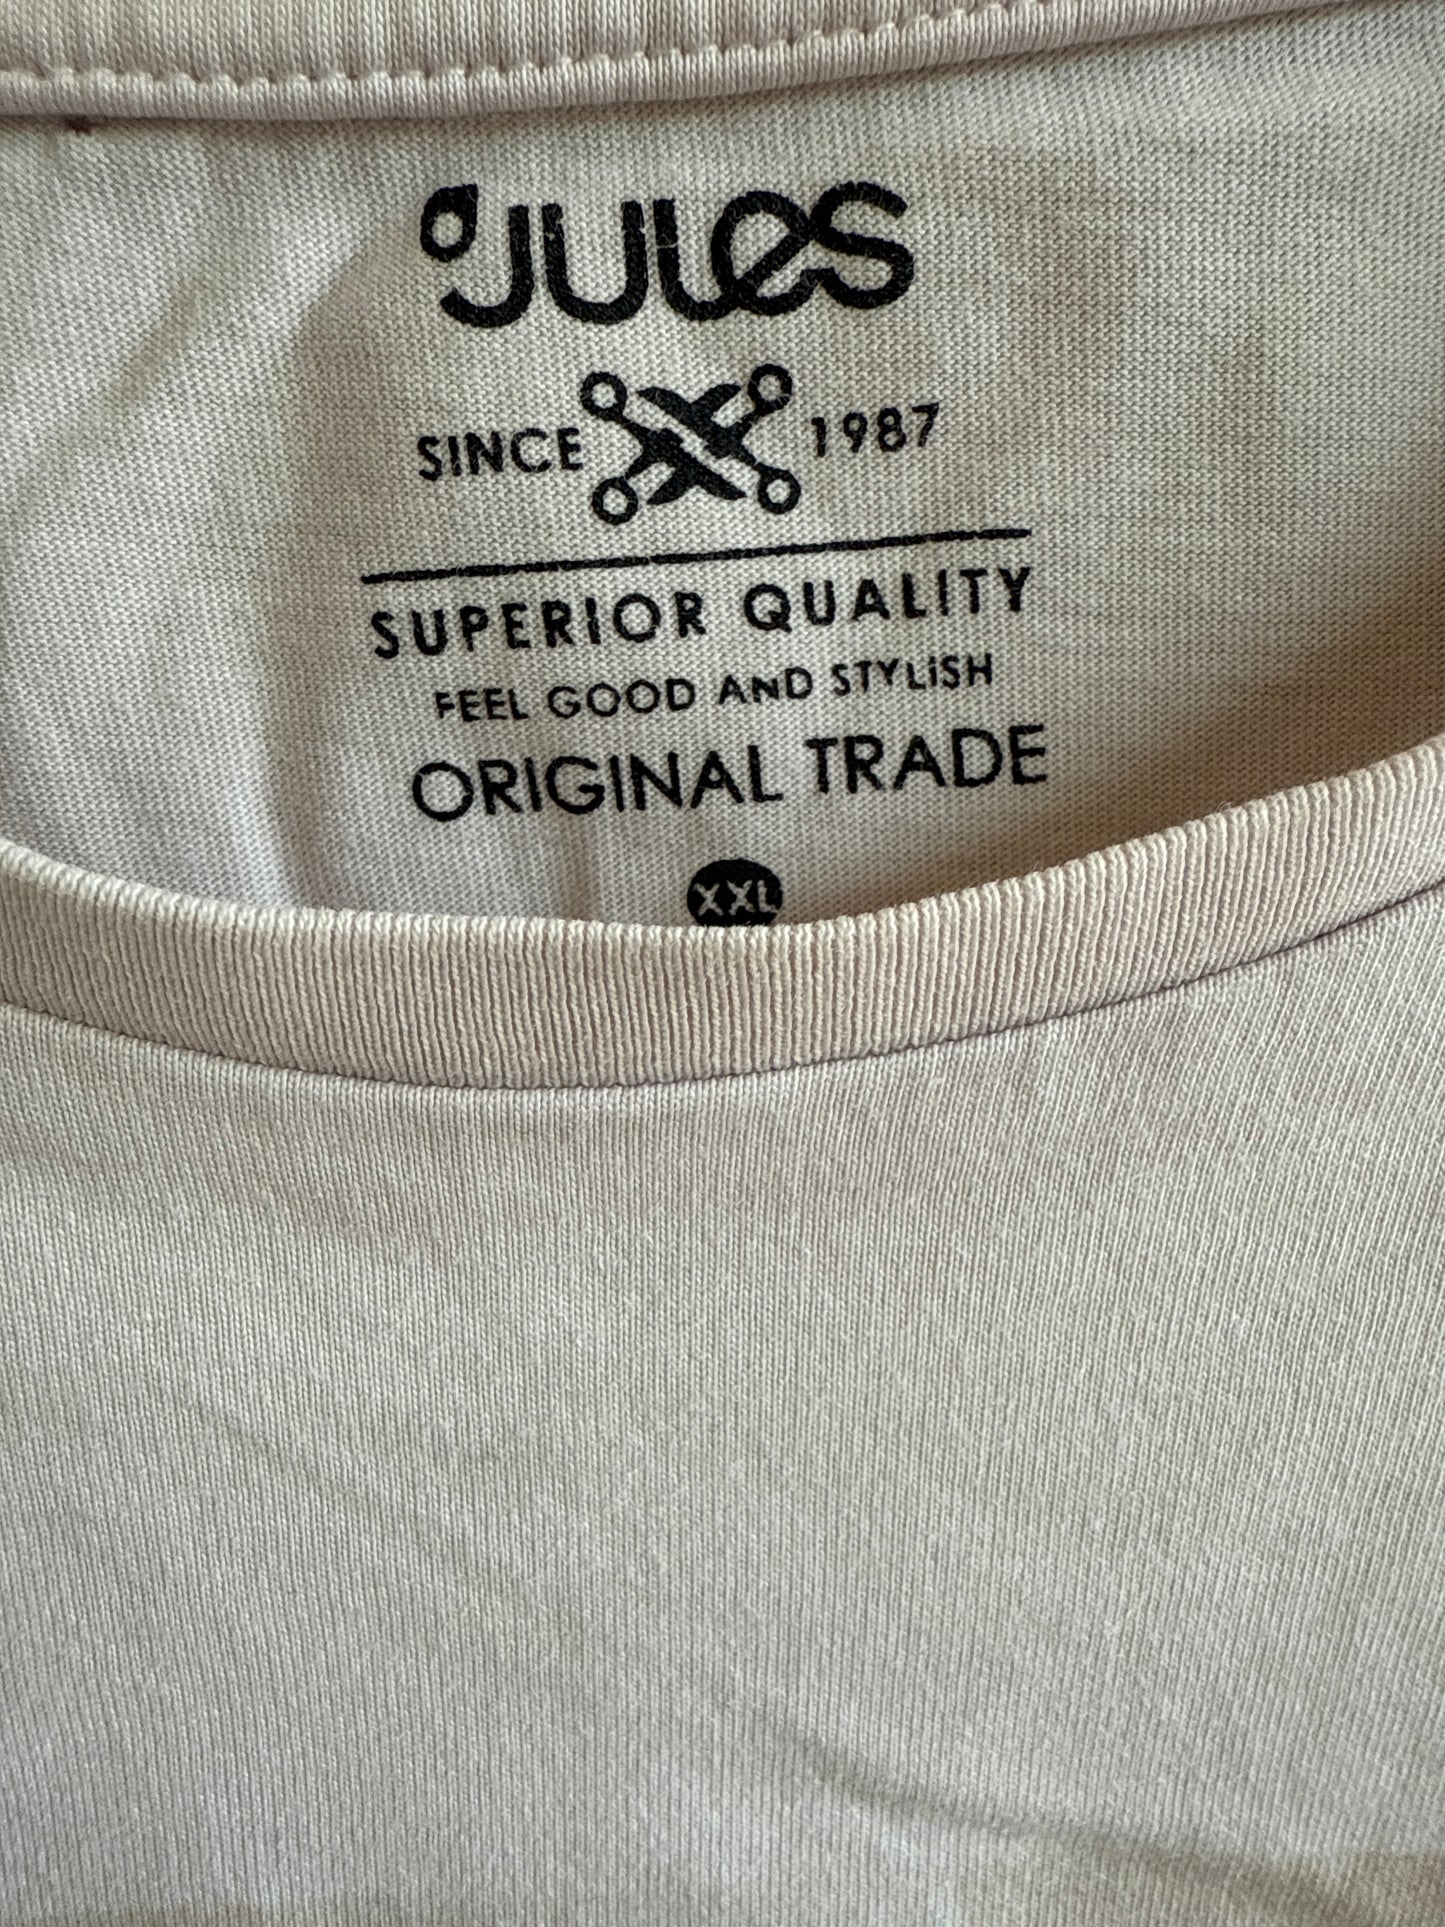 JULES
SINCE 1987
SUPERIOR QUALITY
FEEL GOOD AND STYLISH
ORIGINAL TRADE
XXL